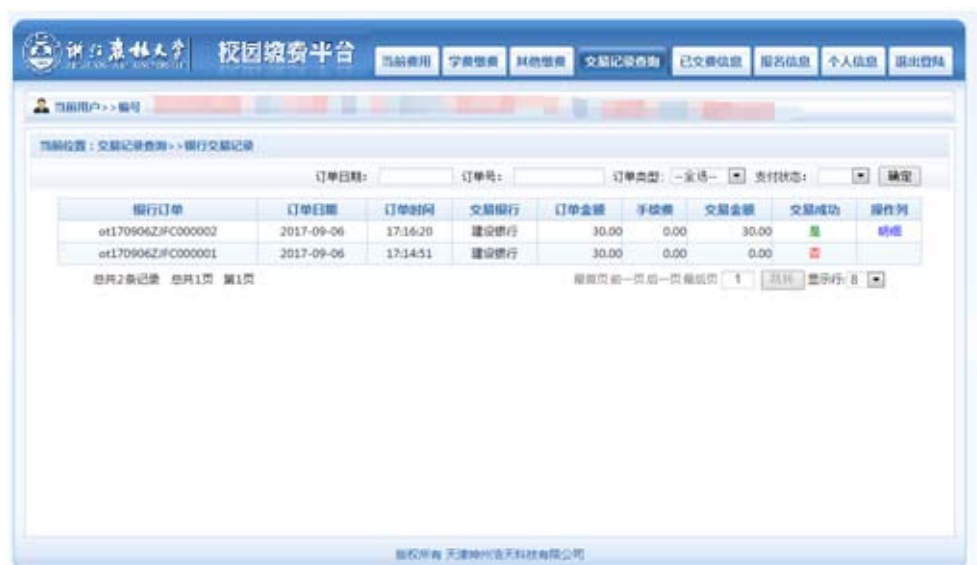 浙江农林大学 校园缴费平台 当前费用 学费缴费 其他缴费 交易记录查询 已交费信息 报名信息 个人信息 退出登陆
当前用户>>编号
当前位置：交易记录查询>>银行交易记录
订单日期: 订单号: 订单类型: --全选-- 支付状态: 确定
银行订单 订单日期 订单时间 交易银行 订单金额 手续费 交易金额 交易成功 操作列
ot170906ZJFC000002 2017-09-06 17:16:20 建设银行 30.00 0.00 30.00 是 明细
ot170906ZJFC000001 2017-09-06 17:14:51 建设银行 30.00 0.00 0.00 否
总共2条记录 总共1页 第1页 最首页 前一页 后一页 最后页 1 跳转 显示行: 8
版权所有 天津神州浩天科技有限公司